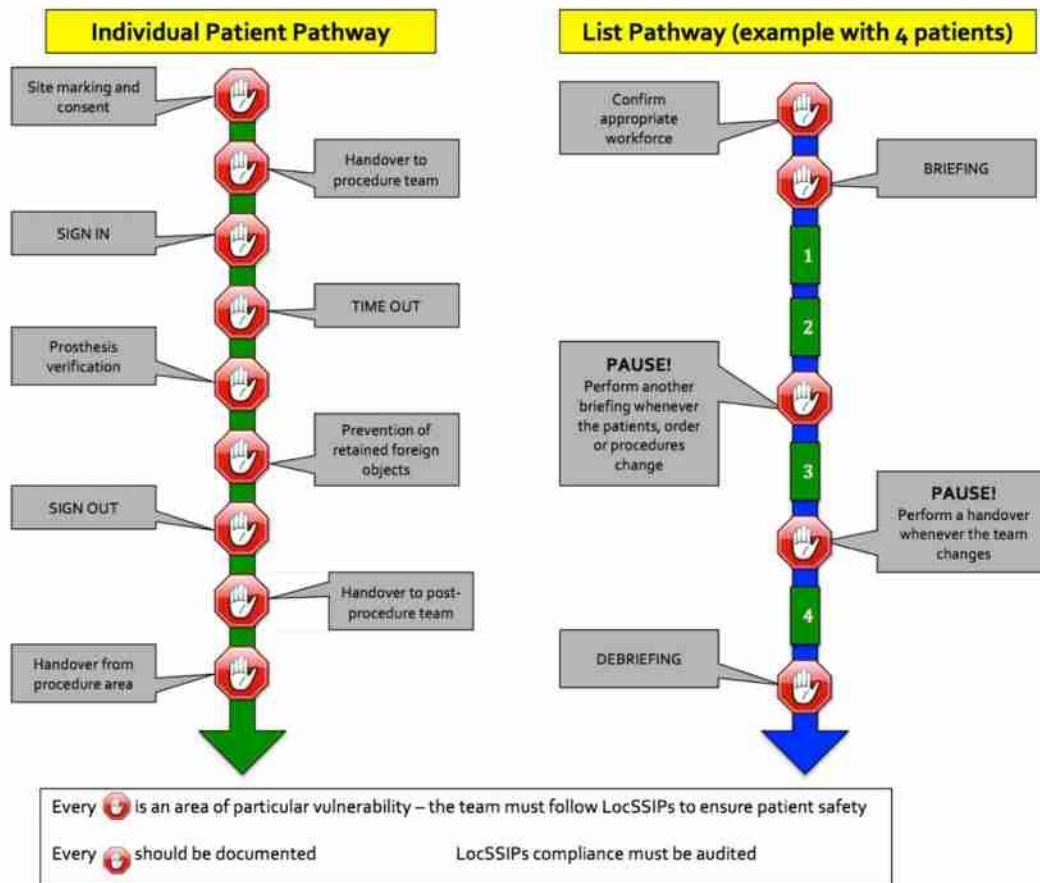 Individual Patient Pathway
Site marking and
consent
Handover to
procedure team
SIGN IN
TIME OUT
Prosthesis
verification
Prevention of
retained foreign
objects
SIGN OUT
Handover to post-
procedure team
Handover from
procedure area
List Pathway (example with 4 patients)
Confirm
appropriate
workforce
BRIEFING
1
2
PAUSE!
Perform another
briefing whenever
the patients, order
or procedures
change
3
PAUSE!
Perform a handover
whenever the team
changes
4
DEBRIEFING
Every is an area of particular vulnerability – the team must follow LocSSIPs to ensure patient safety
Every should be documented LocSSIPs compliance must be audited